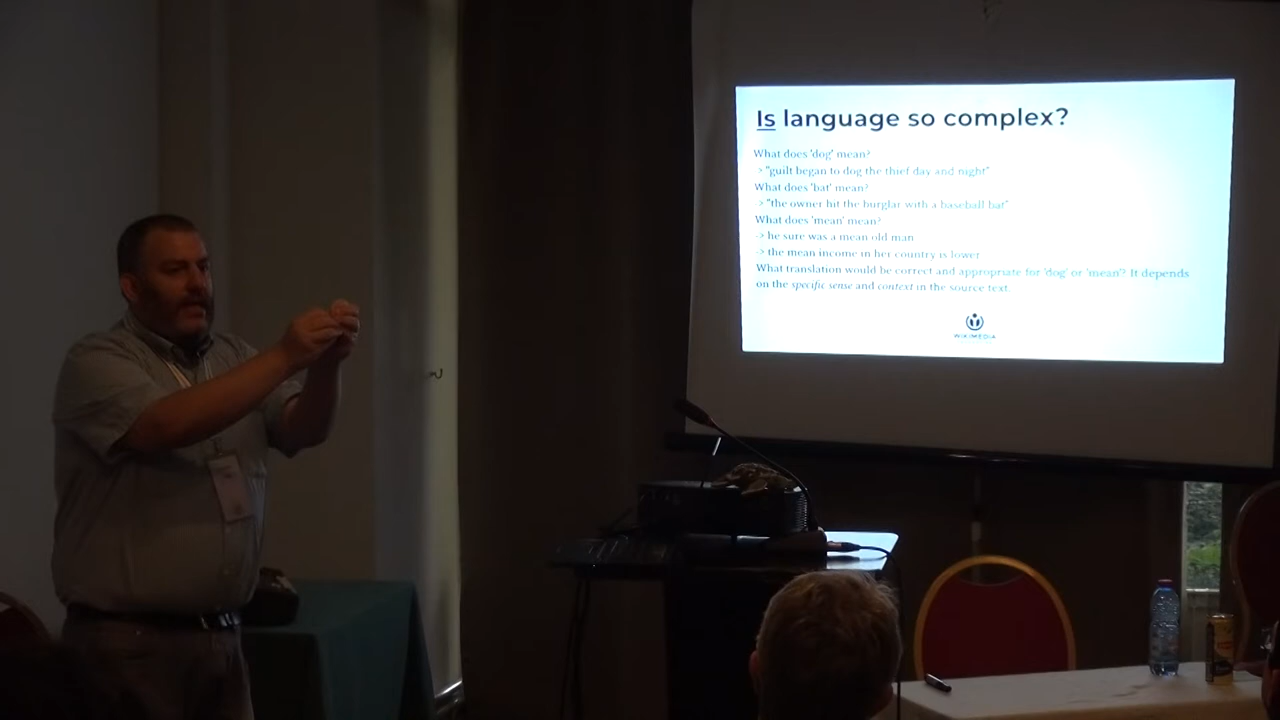 Is language so complex?
What does 'dog' mean?
-> "guilt began to dog the thief day and night"
What does 'bat' mean?
-> "the owner hit the burglar with a baseball bat"
What does 'mean' mean?
-> he sure was a mean old man
-> the mean income in her country is lower
What translation would be correct and appropriate for 'dog' or 'mean'? It depends
on the specific sense and context in the source text.
WIKIMEDIA